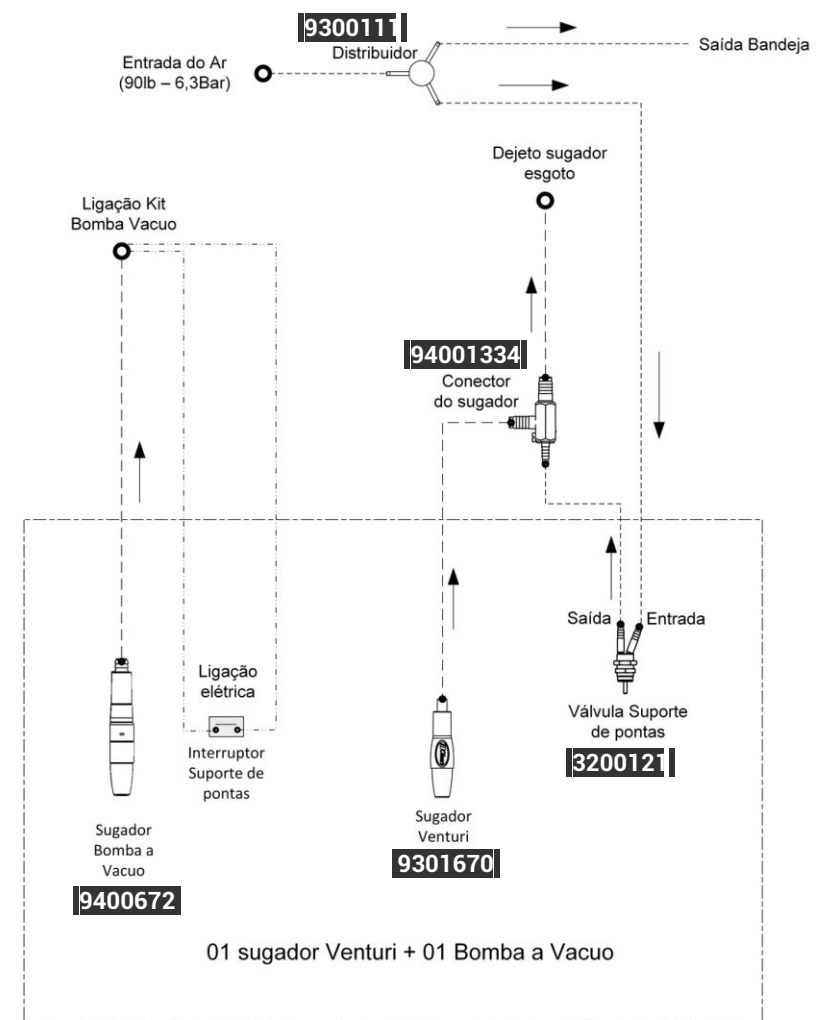 9300111
Distribuidor
Saída Bandeja
Entrada do Ar
(90lb – 6,3Bar)
Dejeto sugador
esgoto
Ligação Kit
Bomba Vacuo
94001334
Conector
do sugador
Saída
Entrada
Ligação
elétrica
Válvula Suporte
de pontas
3200121
Interruptor
Suporte de
pontas
Sugador
Venturi
9301670
Sugador
Bomba a
Vacuo
9400672
01 sugador Venturi + 01 Bomba a Vacuo